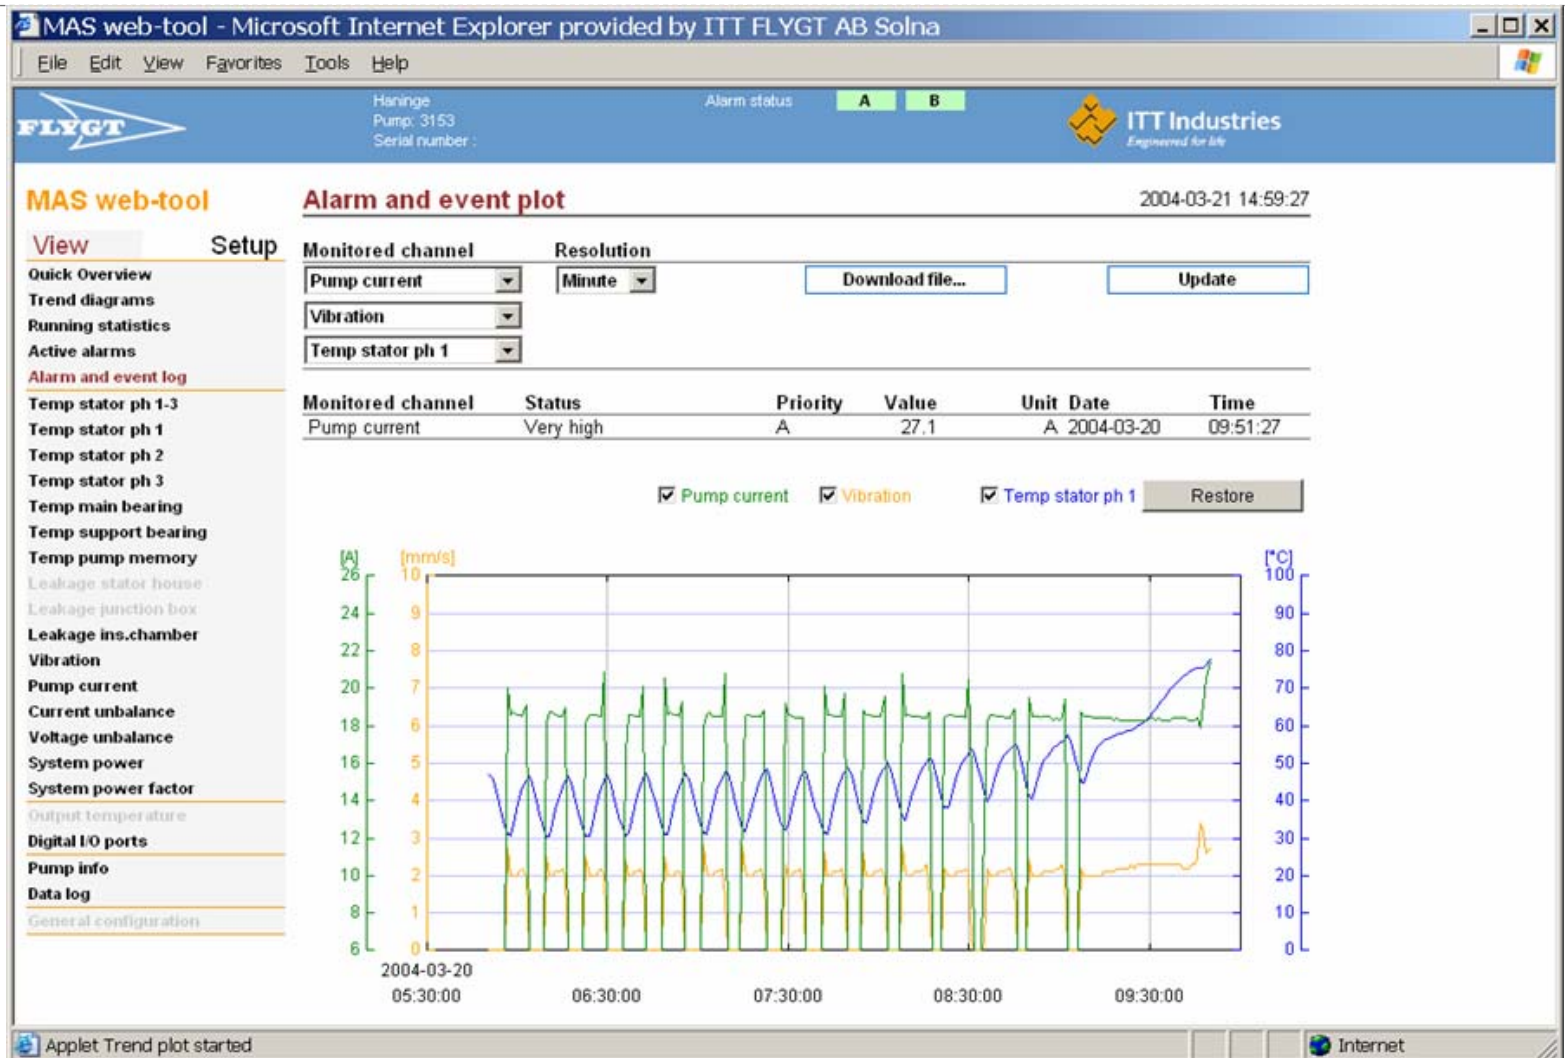 MAS web-tool - Microsoft Internet Explorer provided by ITT FLYGT AB Solna
File Edit View Favorites Tools Help
FLYGT
Haninge
Pump: 3153
Serial number :
Alarm status A B
ITT Industries
Engineered for life
MAS web-tool
View Setup
Quick Overview
Trend diagrams
Running statistics
Active alarms
Alarm and event log
Temp stator ph 1-3
Temp stator ph 1
Temp stator ph 2
Temp stator ph 3
Temp main bearing
Temp support bearing
Temp pump memory
Leakage stator house
Leakage junction box
Leakage ins.chamber
Vibration
Pump current
Current unbalance
Voltage unbalance
System power
System power factor
Output temperature
Digital I/O ports
Pump info
Data log
General configuration
Alarm and event plot 2004-03-21 14:59:27
Monitored channel Resolution
Pump current Minute Download file... Update
Vibration
Temp stator ph 1
Monitored channel Status Priority Value Unit Date Time
Pump current Very high A 27.1 A 2004-03-20 09:51:27
Pump current Vibration Temp stator ph 1 Restore
[A] [mm/s] [°C]
26 10 100
24 9 90
22 8 80
20 7 70
18 6 60
16 5 50
14 4 40
12 3 30
10 2 20
8 1 10
6 0 0
2004-03-20
05:30:00 06:30:00 07:30:00 08:30:00 09:30:00
Applet Trend plot started Internet